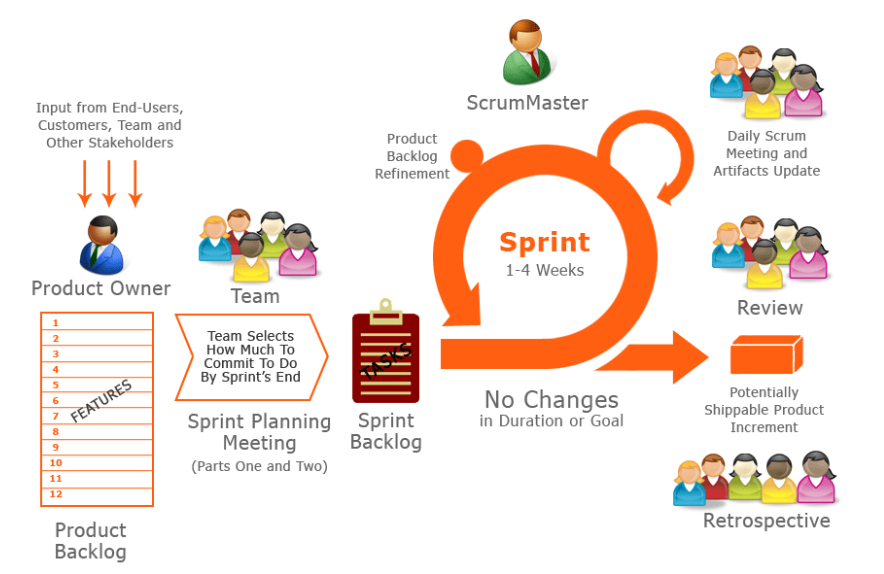 Input from End-Users,
Customers, Team and
Other Stakeholders
Product Owner
1
2
3
4
5
6
7
8
9
10
11
12
FEATURES
Product
Backlog
Team
Team Selects
How Much To
Commit To Do
By Sprint's End
Sprint Planning
Meeting
(Parts One and Two)
TASKS
Sprint
Backlog
ScrumMaster
Product
Backlog
Refinement
Sprint
1-4 Weeks
No Changes
in Duration or Goal
Daily Scrum
Meeting and
Artifacts Update
Review
Potentially
Shippable Product
Increment
Retrospective